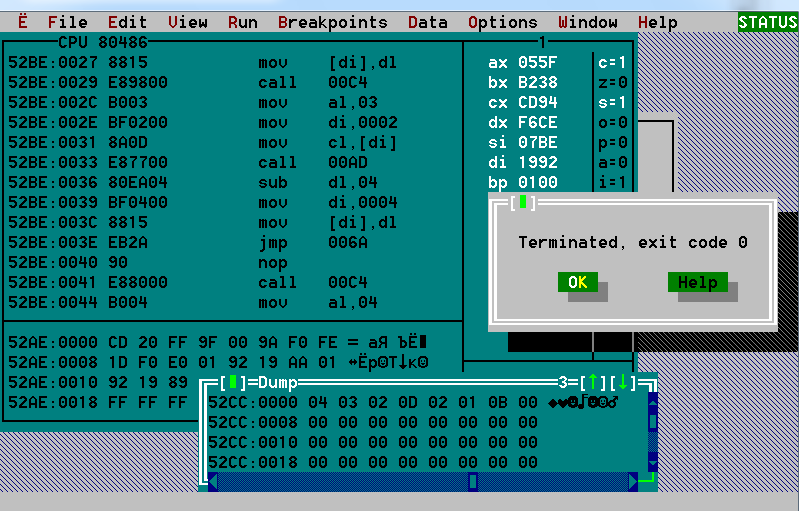 Ё File Edit View Run Breakpoints Data Options Window Help STATUS
CPU 80486 1
52BE:0027 8815 mov [di],dl ax 055F c=1
52BE:0029 E89800 call 00C4 bx B238 z=0
52BE:002C B003 mov al,03 cx CD94 s=1
52BE:002E BF0200 mov di,0002 dx F6CE o=0
52BE:0031 8A0D mov cl,[di] si 07BE p=0
52BE:0033 E87700 call 00AD di 1992 a=0
52BE:0036 80EA04 sub dl,04 bp 0100 i=1
52BE:0039 BF0400 mov di,0004
52BE:003C 8815 mov [di],dl
52BE:003E EB2A jmp 006A
52BE:0040 90 nop
52BE:0041 E88000 call 00C4
52BE:0044 B004 mov al,04
Terminated, exit code 0
OK Help
52AE:0000 CD 20 FF 9F 00 9A F0 FE = аЯ ЪЁ■
52AE:0008 1D F0 E0 01 92 19 AA 01 ↔Ёр☺Т↓к☺
52AE:0010 92 19 89
52AE:0018 FF FF FF
[■]=Dump 3=[↑][↓]
52CC:0000 04 03 02 0D 02 01 0B 00 ♦♥☻♪☻☺♂
52CC:0008 00 00 00 00 00 00 00 00
52CC:0010 00 00 00 00 00 00 00 00
52CC:0018 00 00 00 00 00 00 00 00